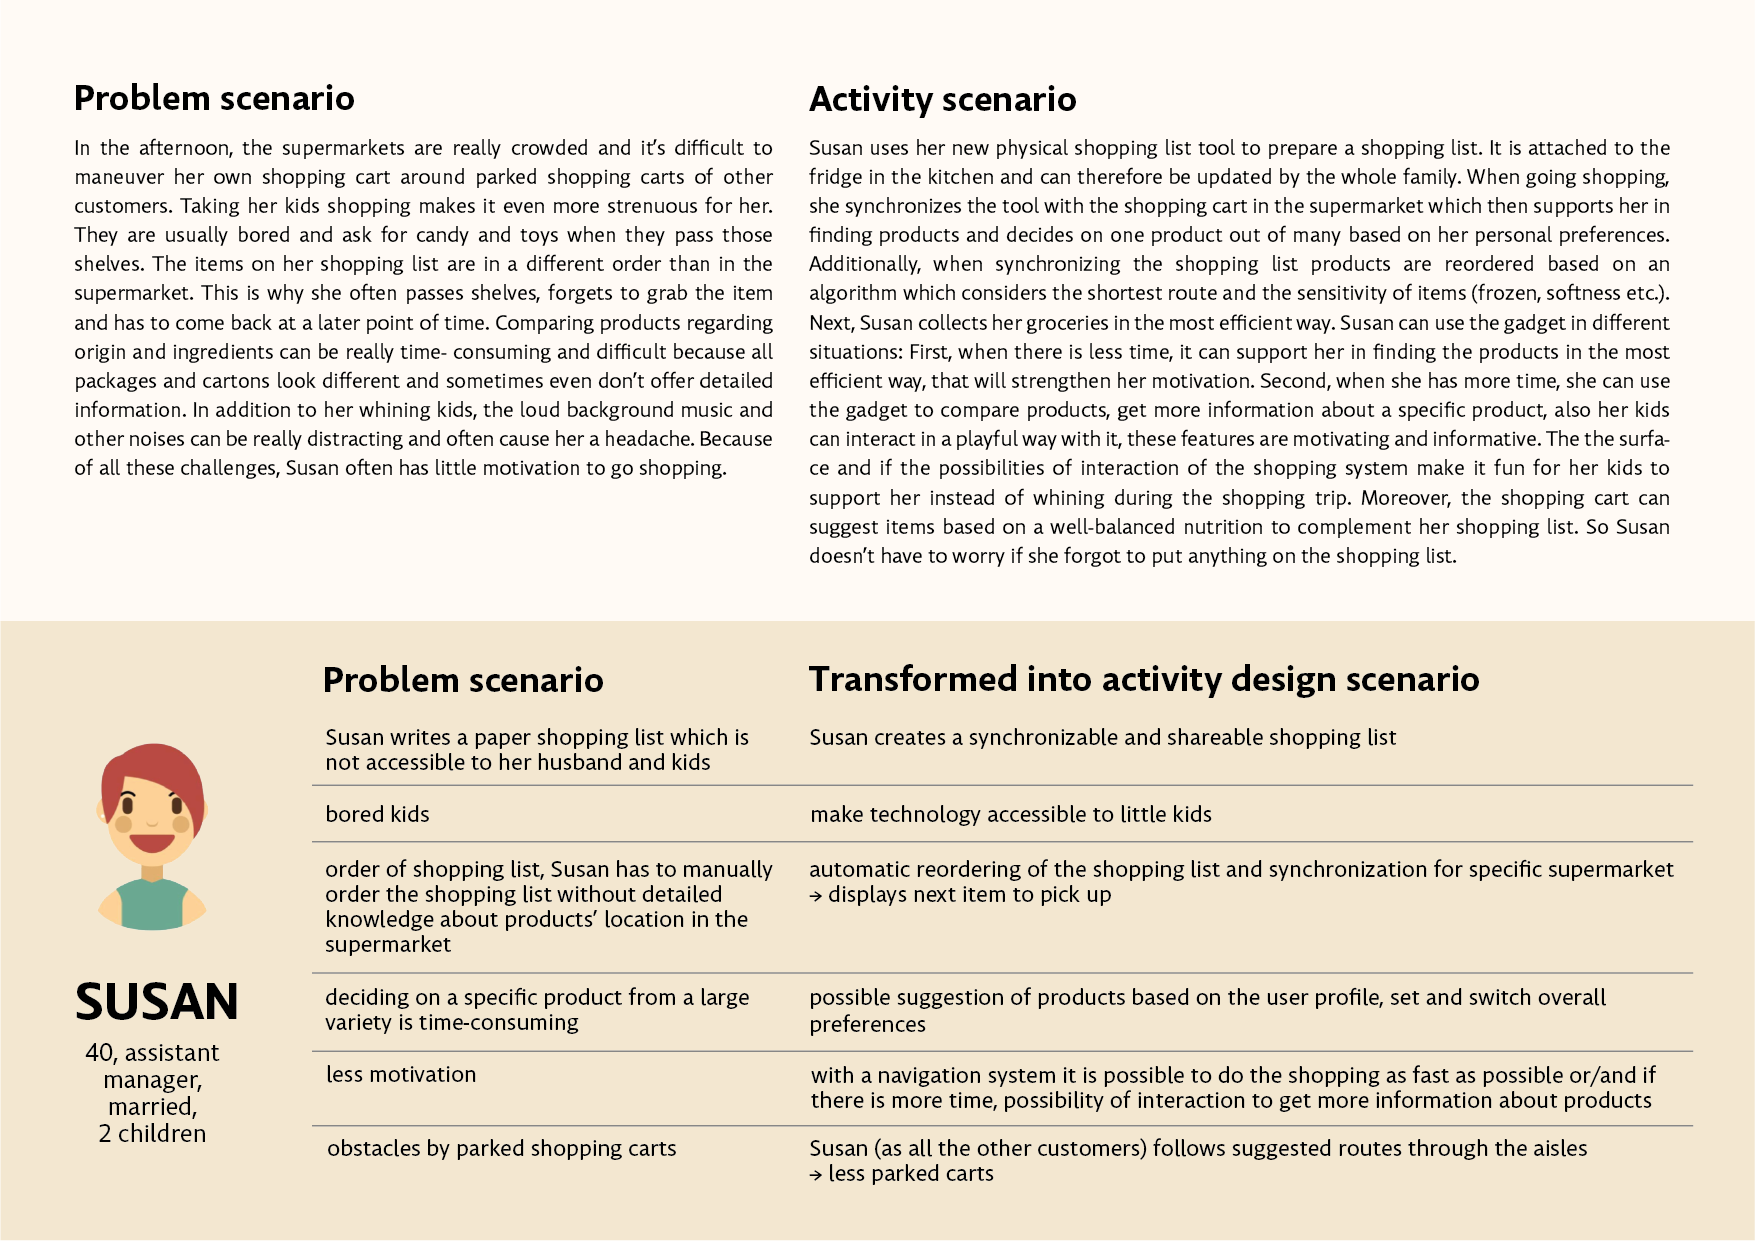 Problem scenario
In the afternoon, the supermarkets are really crowded and it's difficult to
maneuver her own shopping cart around parked shopping carts of other
customers. Taking her kids shopping makes it even more strenuous for her.
They are usually bored and ask for candy and toys when they pass those
shelves. The items on her shopping list are in a different order than in the
supermarket. This is why she often passes shelves, forgets to grab the item
and has to come back at a later point of time. Comparing products regarding
origin and ingredients can be really time- consuming and difficult because all
packages and cartons look different and sometimes even don't offer detailed
information. In addition to her whining kids, the loud background music and
other noises can be really distracting and often cause her a headache. Because
of all these challenges, Susan often has little motivation to go shopping.
Activity scenario
Susan uses her new physical shopping list tool to prepare a shopping list. It is attached to the
fridge in the kitchen and can therefore be updated by the whole family. When going shopping,
she synchronizes the tool with the shopping cart in the supermarket which then supports her in
finding products and decides on one product out of many based on her personal preferences.
Additionally, when synchronizing the shopping list products are reordered based on an
algorithm which considers the shortest route and the sensitivity of items (frozen, softness etc.).
Next, Susan collects her groceries in the most efficient way. Susan can use the gadget in different
situations: First, when there is less time, it can support her in finding the products in the most
efficient way, that will strengthen her motivation. Second, when she has more time, she can use
the gadget to compare products, get more information about a specific product, also her kids
can interact in a playful way with it, these features are motivating and informative. The the surfa-
ce and if the possibilities of interaction of the shopping system make it fun for her kids to
support her instead of whining during the shopping trip. Moreover, the shopping cart can
suggest items based on a well-balanced nutrition to complement her shopping list. So Susan
doesn't have to worry if she forgot to put anything on the shopping list.
SUSAN
40, assistant
manager,
married,
2 children
Problem scenario
Transformed into activity design scenario
Susan writes a paper shopping list which is
not accessible to her husband and kids
Susan creates a synchronizable and shareable shopping list
bored kids
make technology accessible to little kids
order of shopping list, Susan has to manually
order the shopping list without detailed
knowledge about products' location in the
supermarket
automatic reordering of the shopping list and synchronization for specific supermarket
→ displays next item to pick up
deciding on a specific product from a large
variety is time-consuming
possible suggestion of products based on the user profile, set and switch overall
preferences
less motivation
with a navigation system it is possible to do the shopping as fast as possible or/and if
there is more time, possibility of interaction to get more information about products
obstacles by parked shopping carts
Susan (as all the other customers) follows suggested routes through the aisles
→ less parked carts